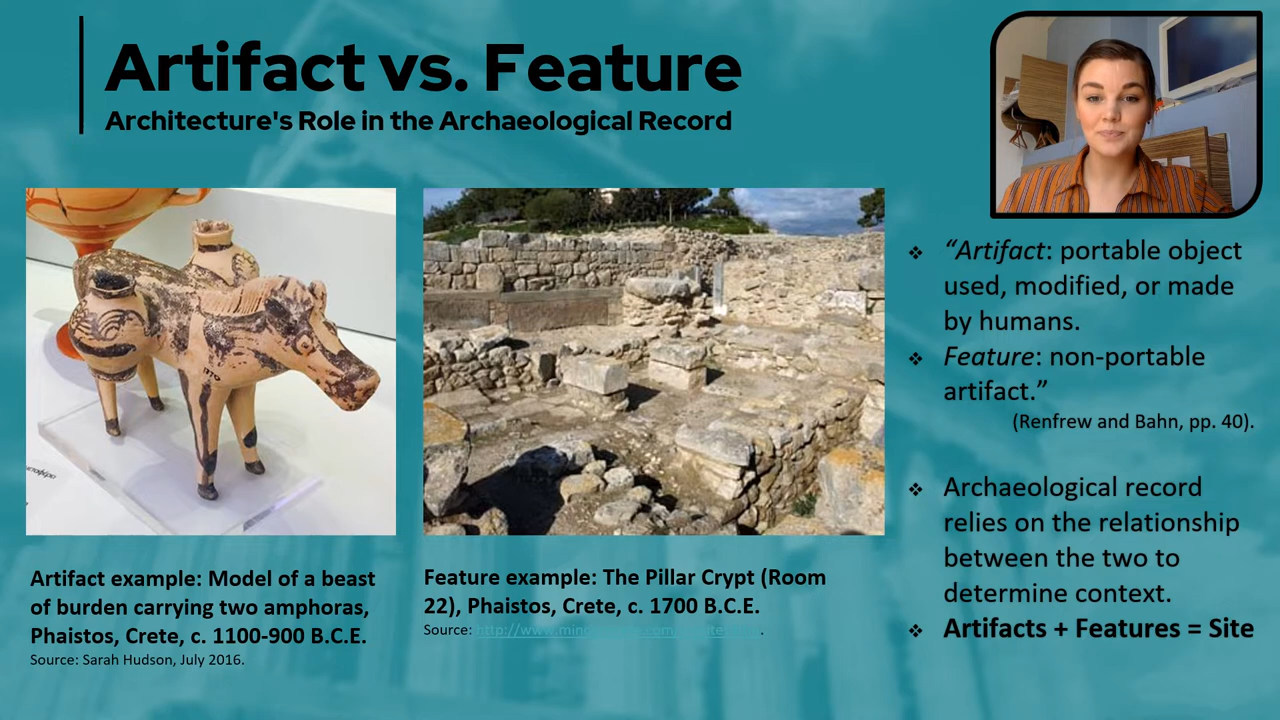 Artifact vs. Feature
Architecture's Role in the Archaeological Record
1970
Artifact example: Model of a beast
of burden carrying two amphoras,
Phaistos, Crete, c. 1100-900 B.C.E.
Source: Sarah Hudson, July 2016.
Feature example: The Pillar Crypt (Room
22), Phaistos, Crete, c. 1700 B.C.E.
Source:
❖ “Artifact: portable object
used, modified, or made
by humans.
❖ Feature: non-portable
artifact.”
(Renfrew and Bahn, pp. 40).
❖ Archaeological record
relies on the relationship
between the two to
determine context.
❖ Artifacts + Features = Site